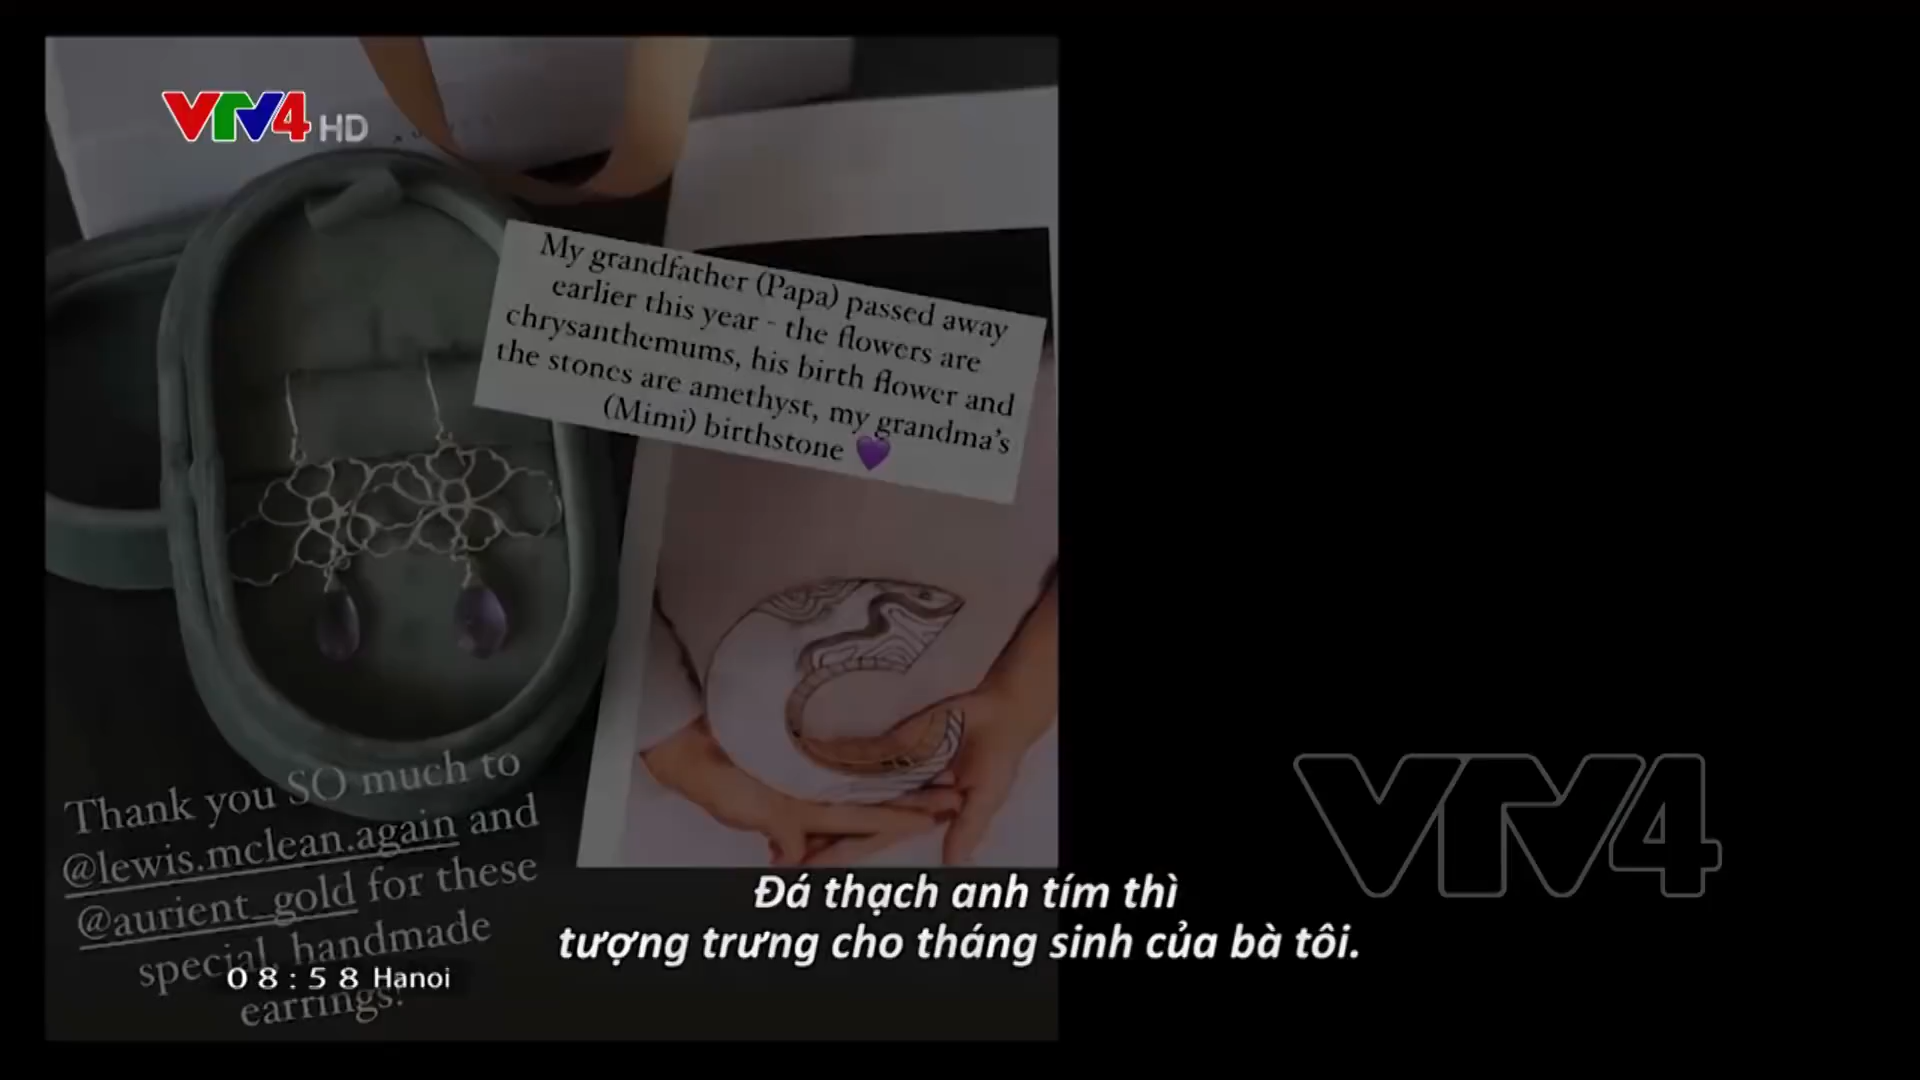 VTV4 HD
My grandfather (Papa) passed away
earlier this year - the flowers are
chrysanthemums, his birth flower and
the stones are amethyst, my grandma's
(Mimi) birthstone 💜
Thank you SO much to
@lewis.mclean.again and
@aurient_gold for these
special, handmade
earrings!
VTV4
Đá thạch anh tím thì
tượng trưng cho tháng sinh của bà tôi.
08:58 Hanoi